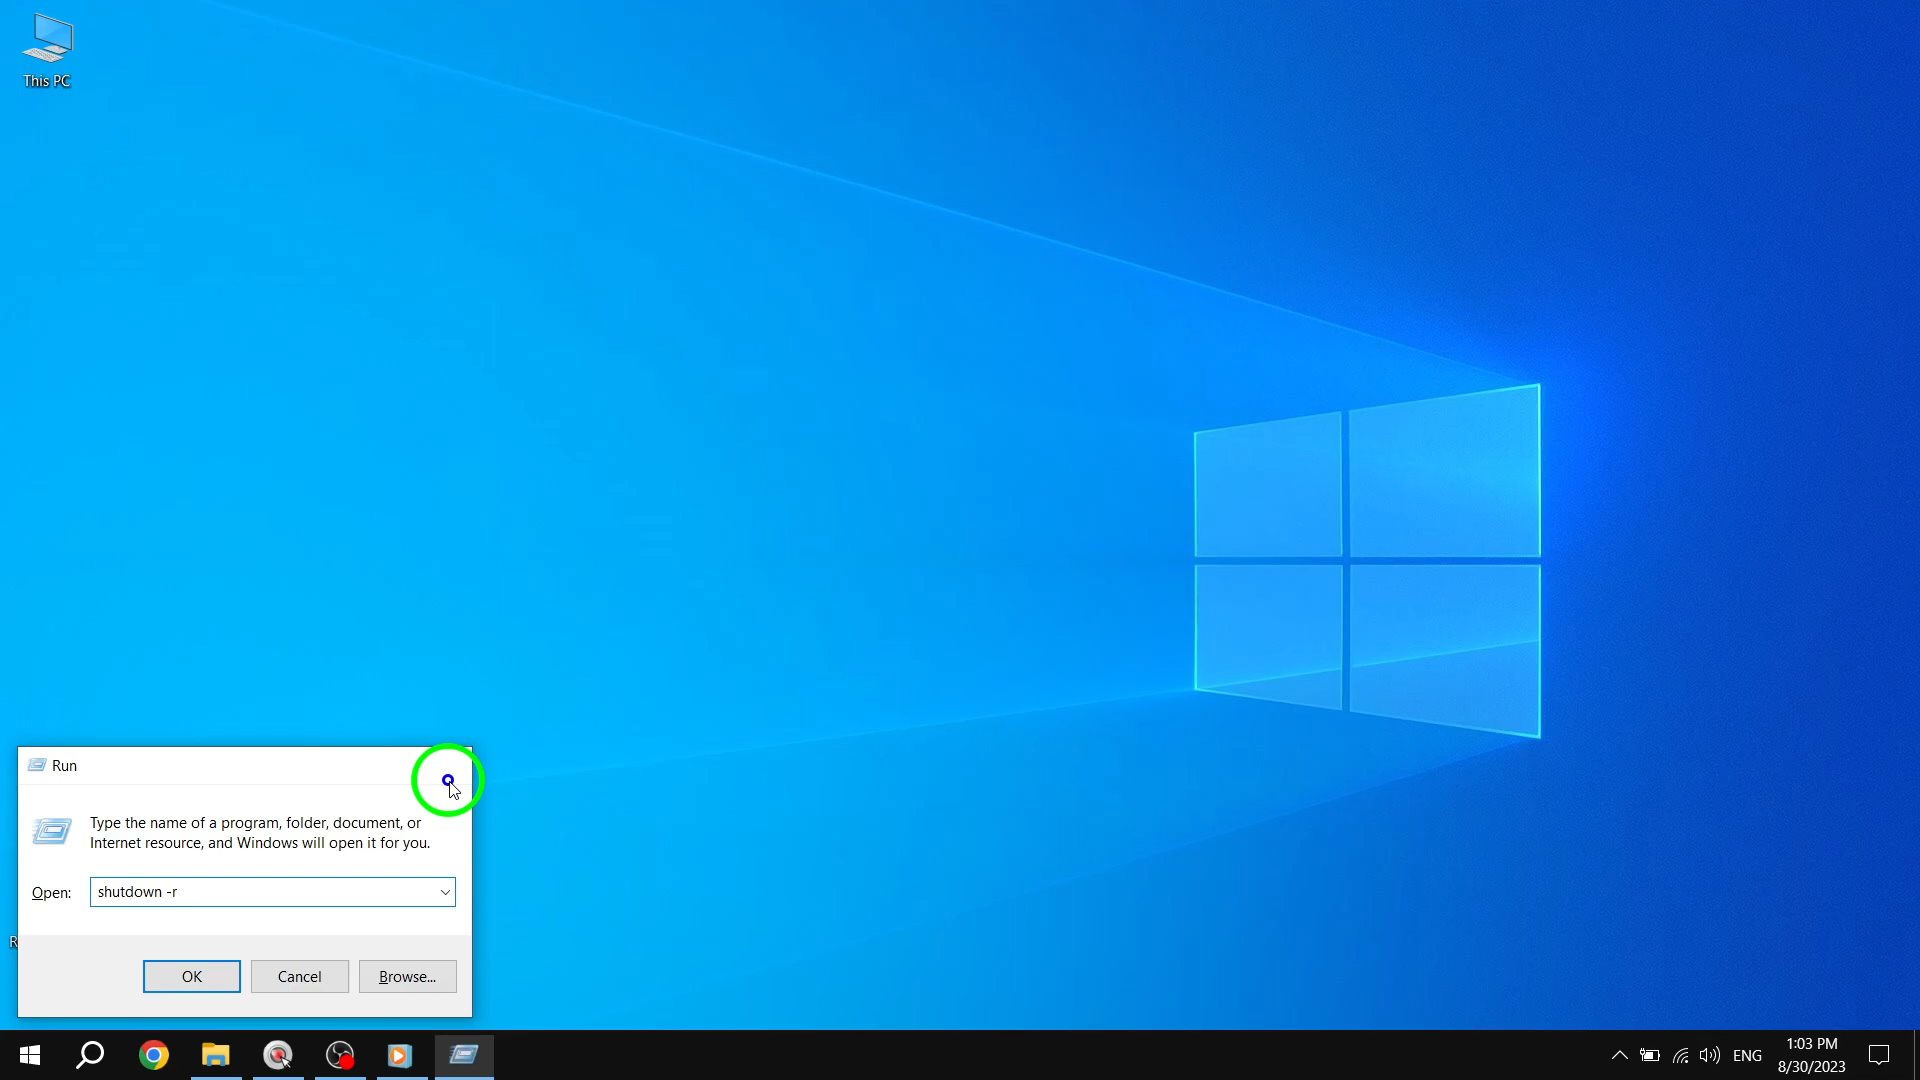 This PC
Run
Type the name of a program, folder, document, or
Internet resource, and Windows will open it for you.
Open:
shutdown -r
R
OK
Cancel
Browse...
ENG
1:03 PM
8/30/2023